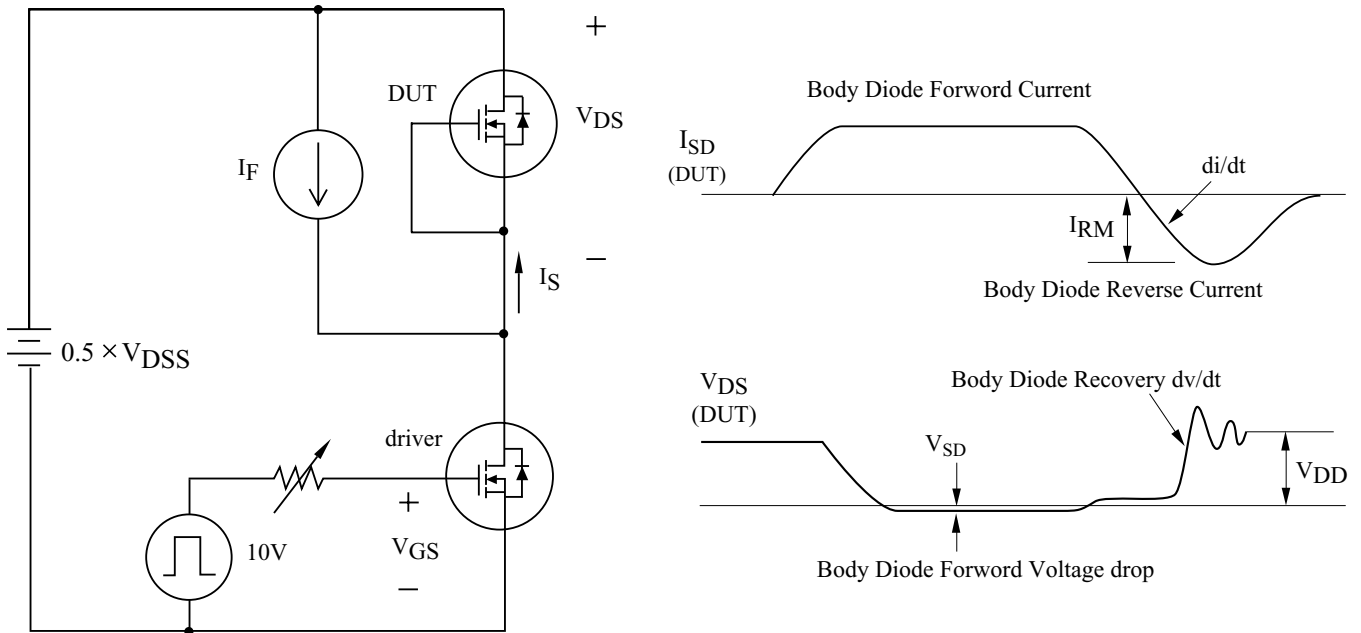 +
DUT
VDS
IF
−
IS
0.5 × VDSS
driver
+
VGS
−
10V
Body Diode Forword Current
ISD
(DUT)
di/dt
IRM
Body Diode Reverse Current
VDS
(DUT)
Body Diode Recovery dv/dt
VSD
VDD
Body Diode Forword Voltage drop